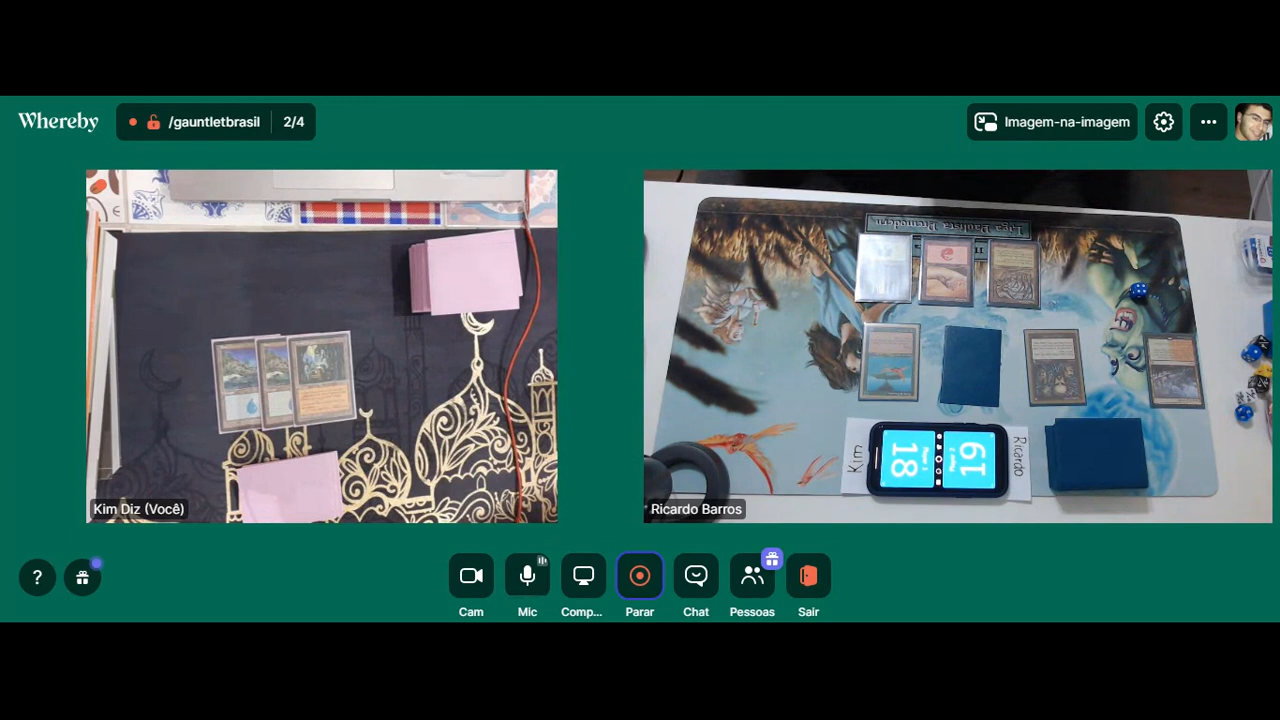 Whereby
/gauntletbrasil 2/4
Imagem-na-imagem
Kim Diz (Você)
Liga Paulista Premodern
Kim
18
19
Ricardo
Ricardo Barros
?
Cam
Mic
Comp...
Parar
Chat
Pessoas
Sair